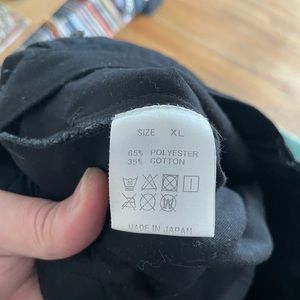 SIZE XL
65% POLYESTER
35% COTTON
W
MADE IN JAPAN